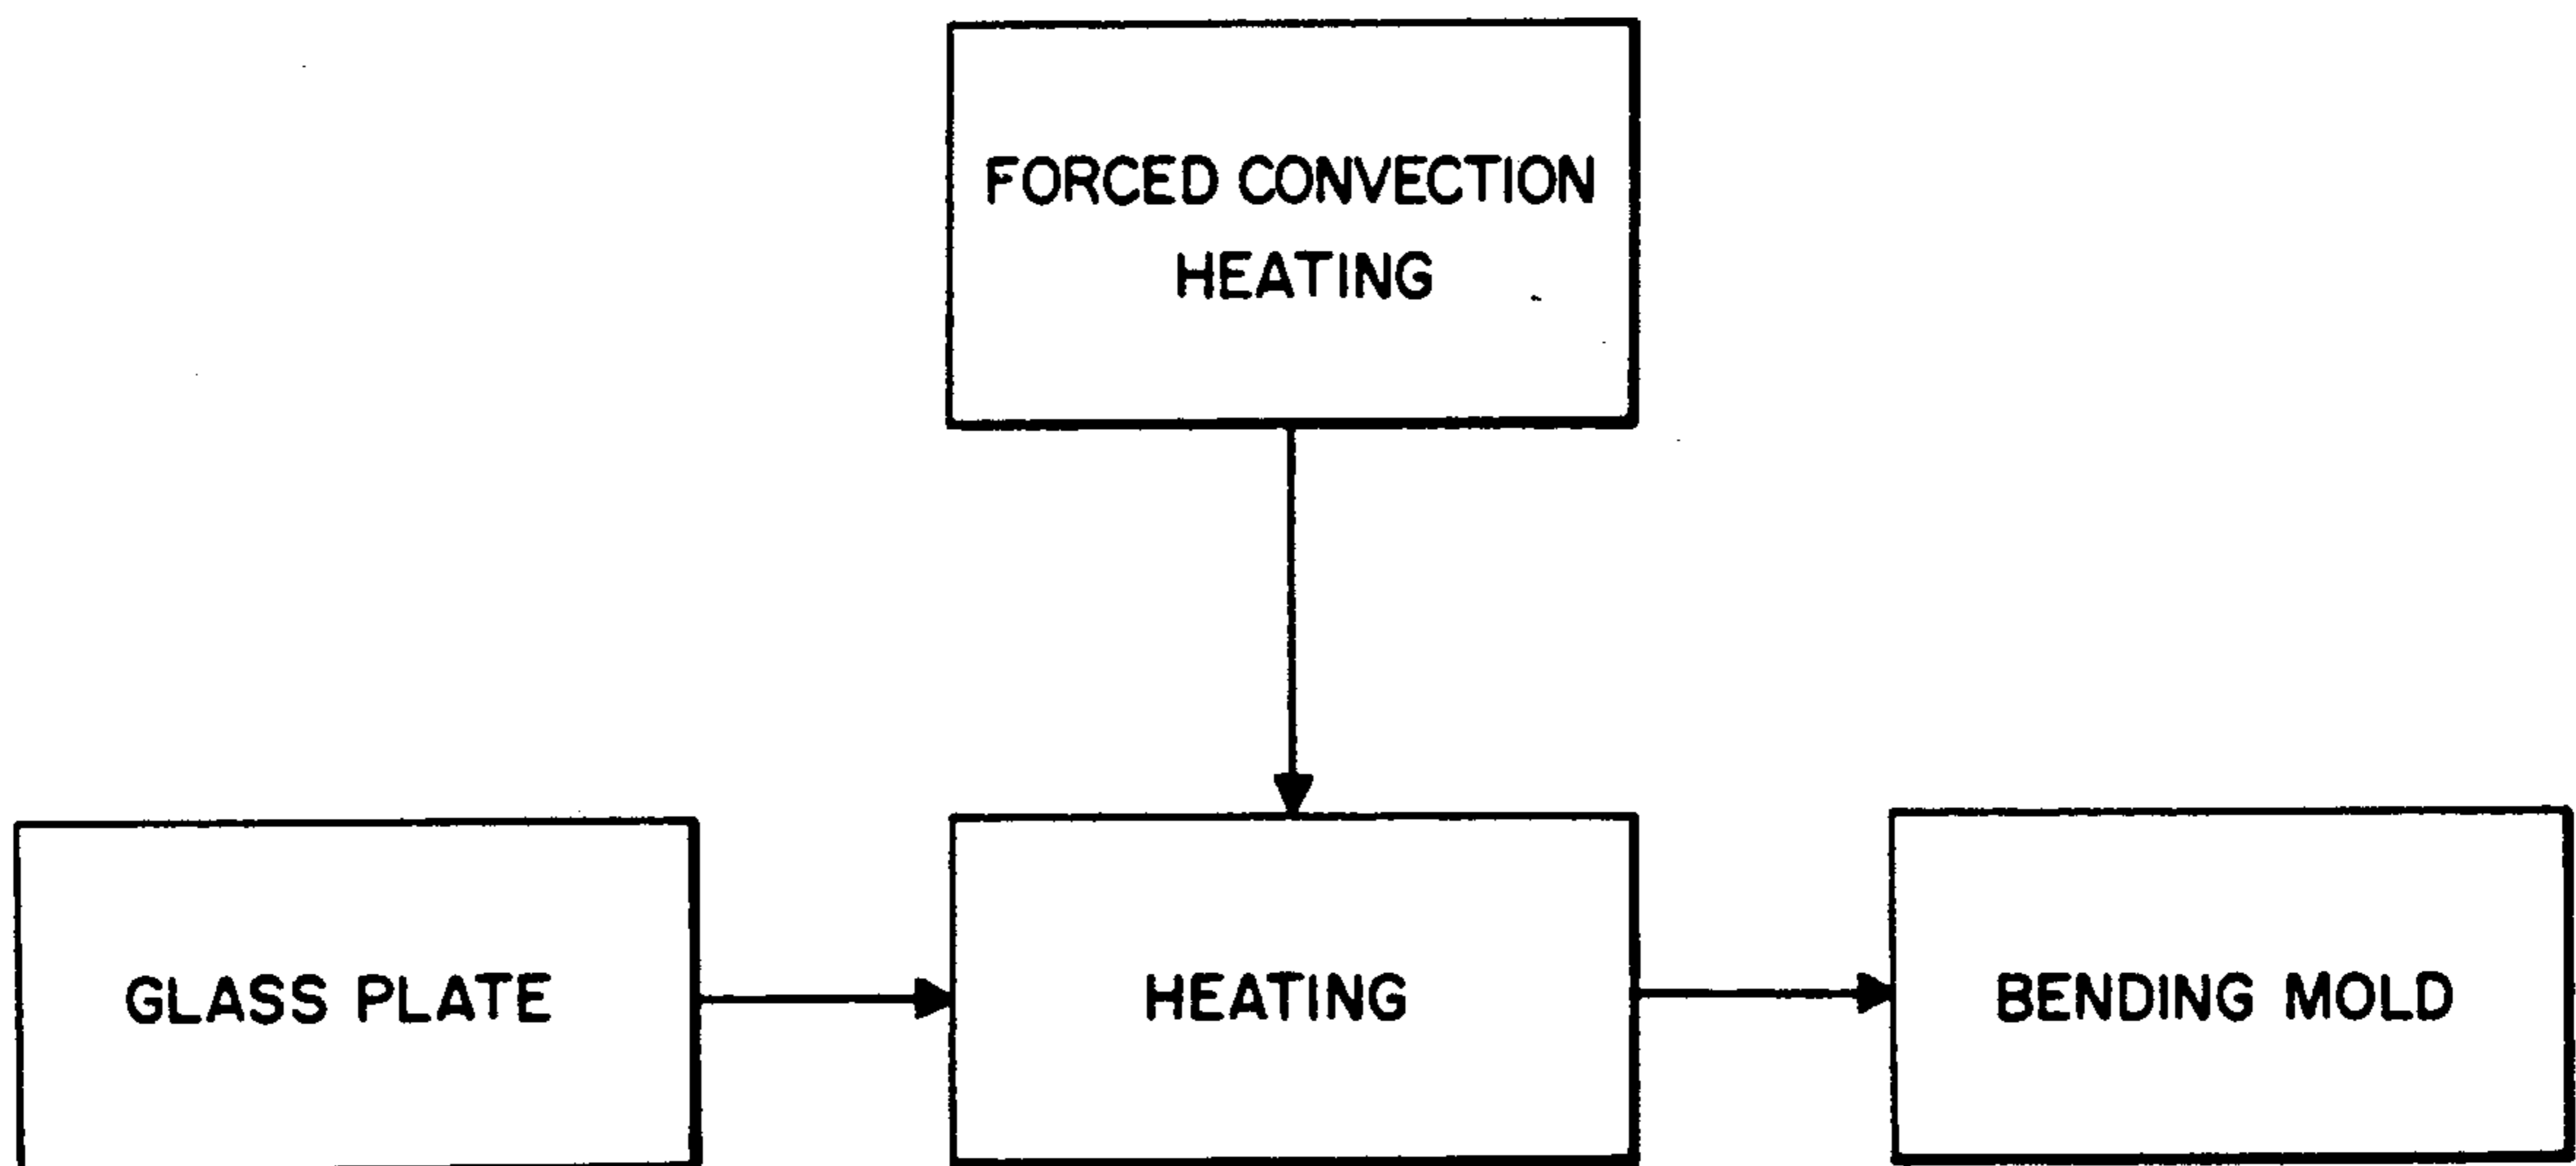 FORCED CONVECTION
HEATING
GLASS PLATE
HEATING
BENDING MOLD